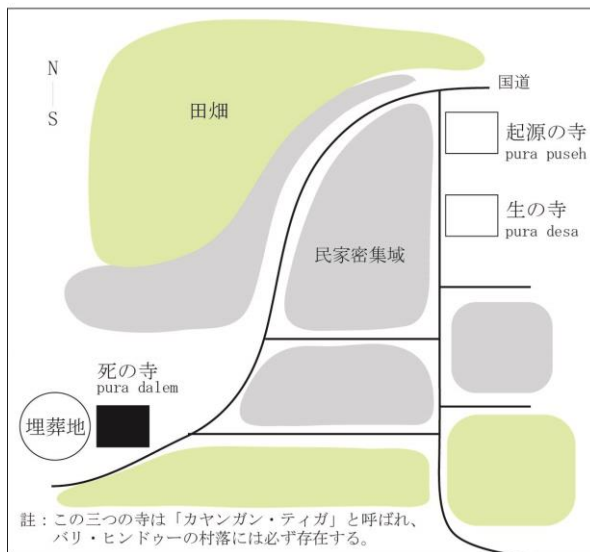 N
S
田畑
国道
起源の寺
pura puseh
生の寺
pura desa
民家密集域
死の寺
pura dalem
埋葬地
註：この三つの寺は「カヤンガン・ティガ」と呼ばれ、
バリ・ヒンドゥーの村落には必ず存在する。